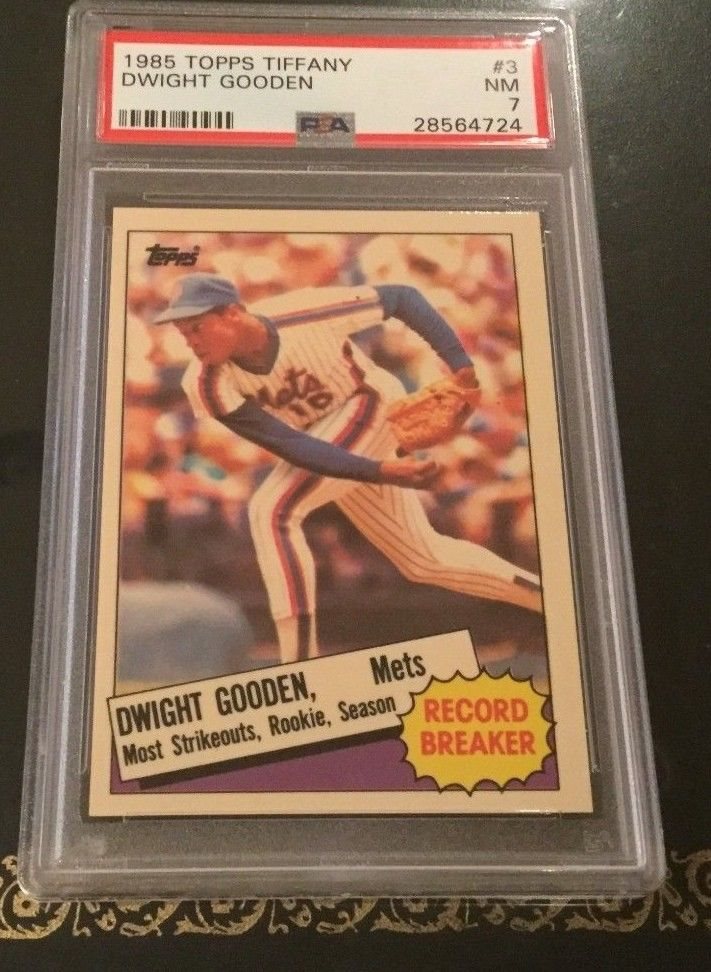 1985 TOPPS TIFFANY #3
DWIGHT GOODEN NM
7
PSA 28564724
Topps
Mets
16
DWIGHT GOODEN, Mets
Most Strikeouts, Rookie, Season
RECORD
BREAKER